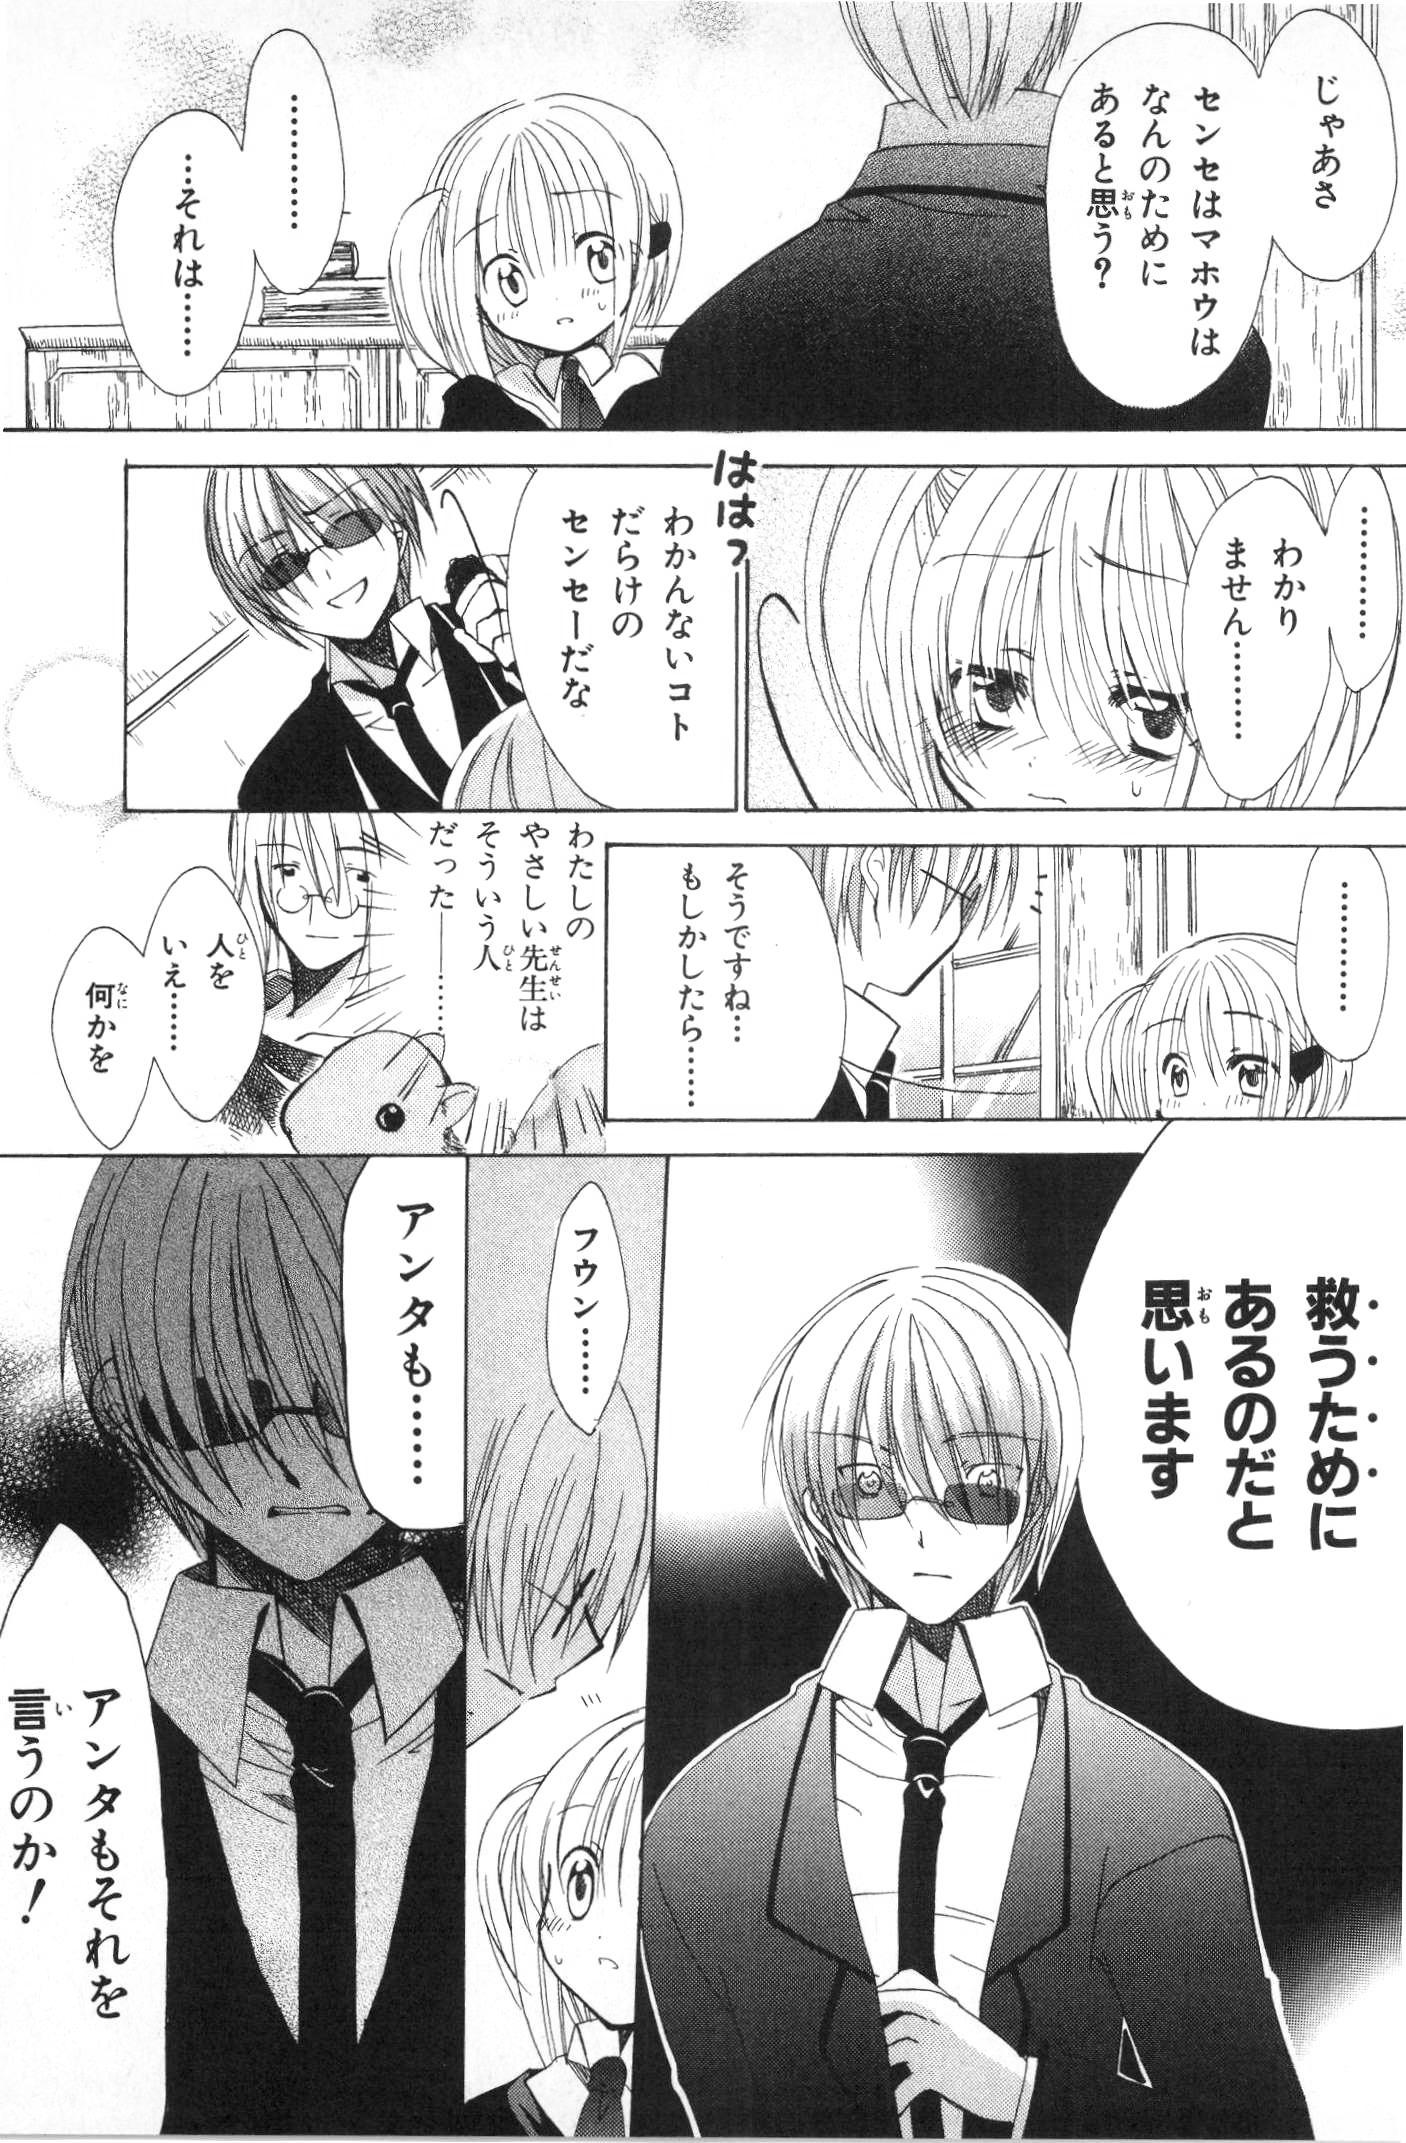 じゃあさ
センセはマホウは
なんのために
あると思う？
…………
…それは……
…………
わかり
ません………
ははっ
わかんないコト
だらけの
センセーだな
…………
そうですね…
もしかしたら……
わたしの
やさしい先生は
そういう人
だった―………
人を
いえ……
何かを
救うために
あるのだと
思います
フウン……
アンタも……
アンタもそれを
言うのか！